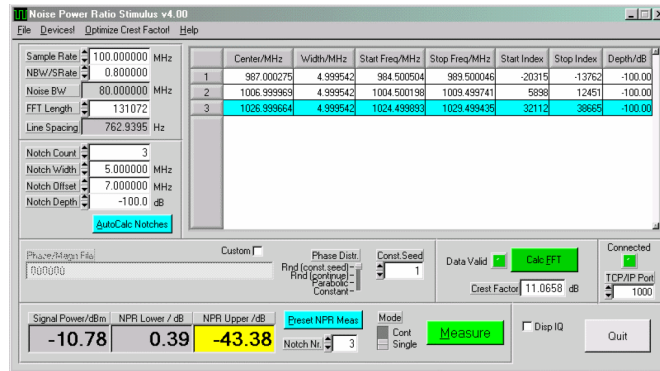 Noise Power Ratio Stimulus v4.00
File Devices! Optimize Crest Factor! Help
Sample Rate 100.000000 MHz
NBW/SRate 0.800000
Noise BW 80.000000 MHz
FFT Length 131072
Line Spacing 762.9395 Hz
Notch Count 3
Notch Width 5.000000 MHz
Notch Offset 7.000000 MHz
Notch Depth -100.0 dB
AutoCalc Notches
Center/MHz Width/MHz Start Freq/MHz Stop Freq/MHz Start Index Stop Index Depth/dB
1 987.000275 4.999542 984.500504 989.500046 -20315 -13762 -100.00
2 1006.999969 4.999542 1004.500198 1009.499741 5898 12451 -100.00
3 1026.999664 4.999542 1024.499893 1029.499435 32112 38665 -100.00
Phase/Magn File
000000
Custom
Phase Distr.
Rnd (const.seed)
Rnd (continue)
Parabolic
Constant
Const.Seed
1
Data Valid
Calc FFT
Crest Factor 11.0658 dB
Connected
TCP/IP Port
1000
Signal Power/dBm NPR Lower / dB NPR Upper /dB
-10.78 0.39 -43.38
Preset NPR Meas
Notch Nr. 3
Mode
Cont
Single
Measure
Disp IQ
Quit